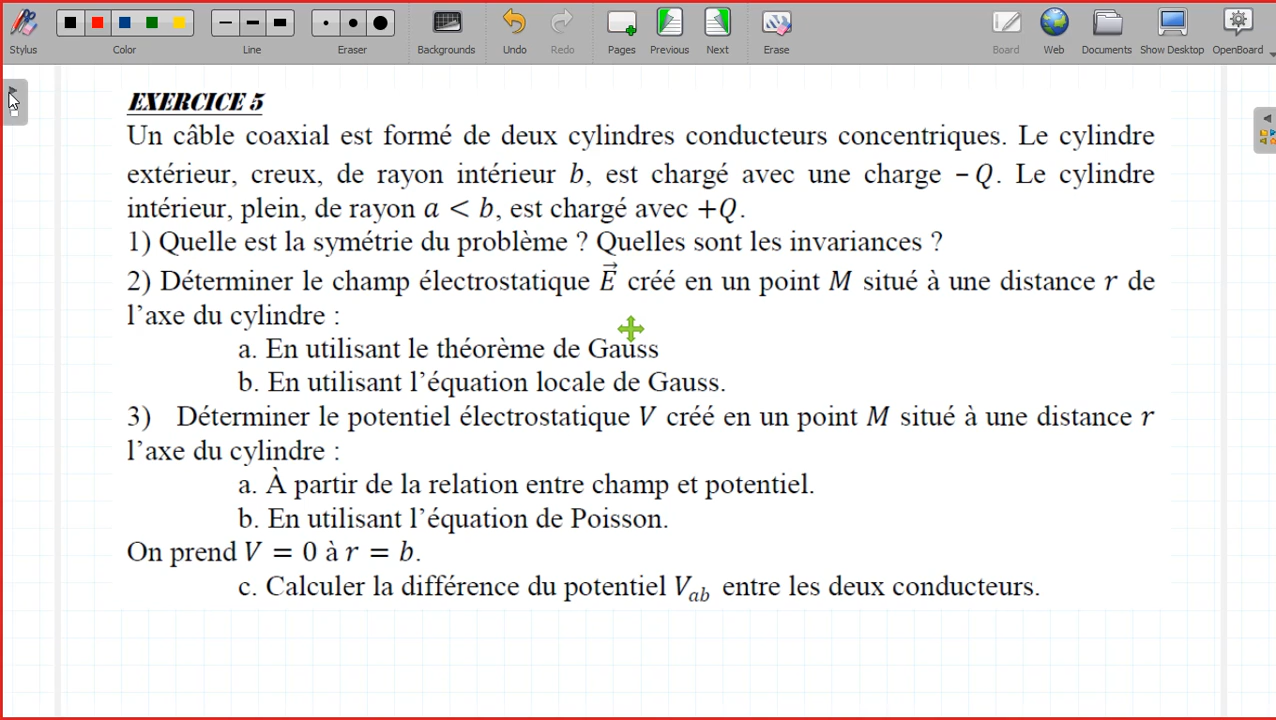 Stylus
Color
Line
Eraser
Backgrounds
Undo
Redo
Pages
Previous
Next
Erase
Board
Web
Documents
Show Desktop
OpenBoard
EXERCICE 5
Un câble coaxial est formé de deux cylindres conducteurs concentriques. Le cylindre
extérieur, creux, de rayon intérieur b, est chargé avec une charge −Q. Le cylindre
intérieur, plein, de rayon a < b, est chargé avec +Q.
1) Quelle est la symétrie du problème ? Quelles sont les invariances ?
2) Déterminer le champ électrostatique E⃗ créé en un point M situé à une distance r de
l’axe du cylindre :
a. En utilisant le théorème de Gauss
b. En utilisant l’équation locale de Gauss.
3) Déterminer le potentiel électrostatique V créé en un point M situé à une distance r
l’axe du cylindre :
a. À partir de la relation entre champ et potentiel.
b. En utilisant l’équation de Poisson.
On prend V = 0 à r = b.
c. Calculer la différence du potentiel V_ab entre les deux conducteurs.